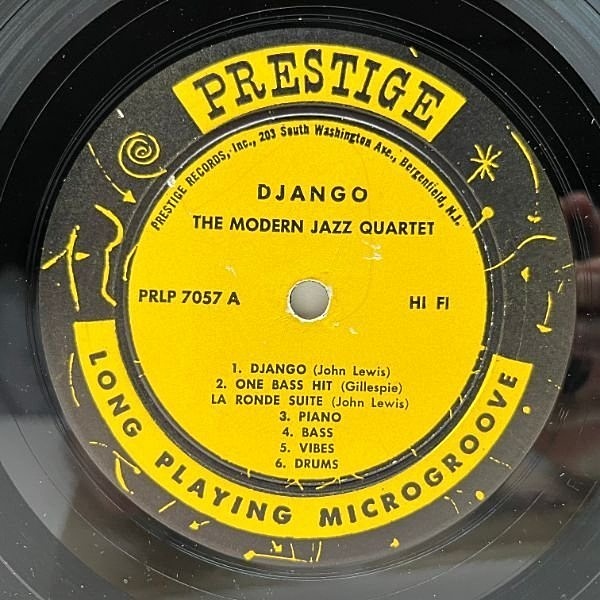 PRESTIGE
PRESTIGE RECORDS, Inc., 203 South Washington Ave., Bergenfield, N.J.
DJANGO
THE MODERN JAZZ QUARTET
PRLP 7057 A HI FI
1. DJANGO (John Lewis)
2. ONE BASS HIT (Gillespie)
LA RONDE SUITE (John Lewis)
3. PIANO
4. BASS
5. VIBES
6. DRUMS
LONG PLAYING MICROGROOVE